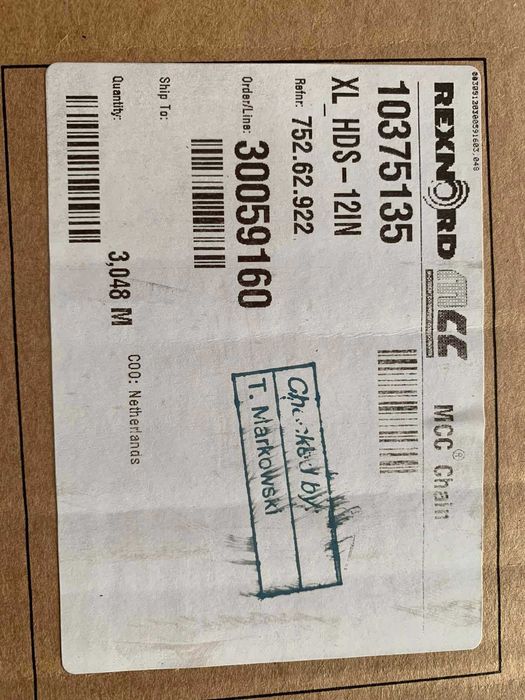 REXNORD MCC MCC® Chain
10375135
XL_HDS-12IN
Refnr: 752.62.922
Order/Line: 30059160
Ship To:
Quantity: 3,048 M
COO: Netherlands
Checked by
T. Markowski